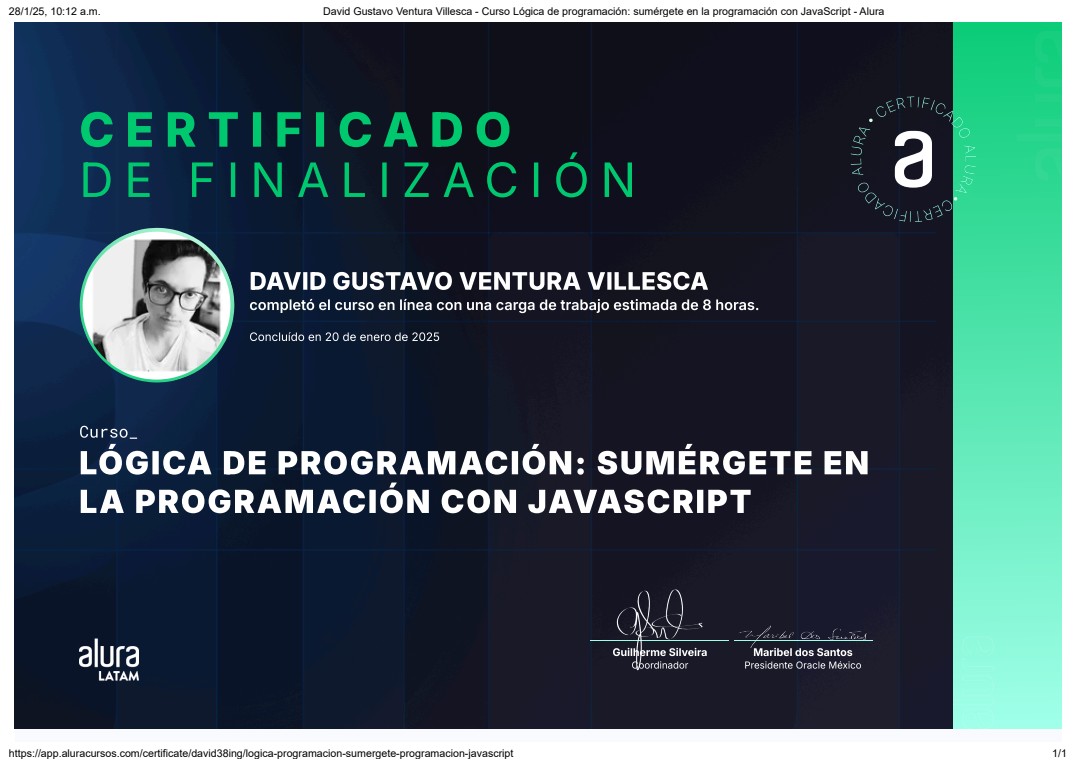 28/1/25, 10:12 a.m.
David Gustavo Ventura Villesca - Curso Lógica de programación: sumérgete en la programación con JavaScript - Alura
CERTIFICADO
DE FINALIZACIÓN
CERTIFICADO ALURA • CERTIFICADO ALURA •
a
DAVID GUSTAVO VENTURA VILLESCA
completó el curso en línea con una carga de trabajo estimada de 8 horas.
Concluído en 20 de enero de 2025
Curso_
LÓGICA DE PROGRAMACIÓN: SUMÉRGETE EN
LA PROGRAMACIÓN CON JAVASCRIPT
alura
LATAM
Maribel dos Santos
Guilherme Silveira
Coordinador
Maribel dos Santos
Presidente Oracle México
alura
alura
https://app.aluracursos.com/certificate/david38ing/logica-programacion-sumergete-programacion-javascript
1/1